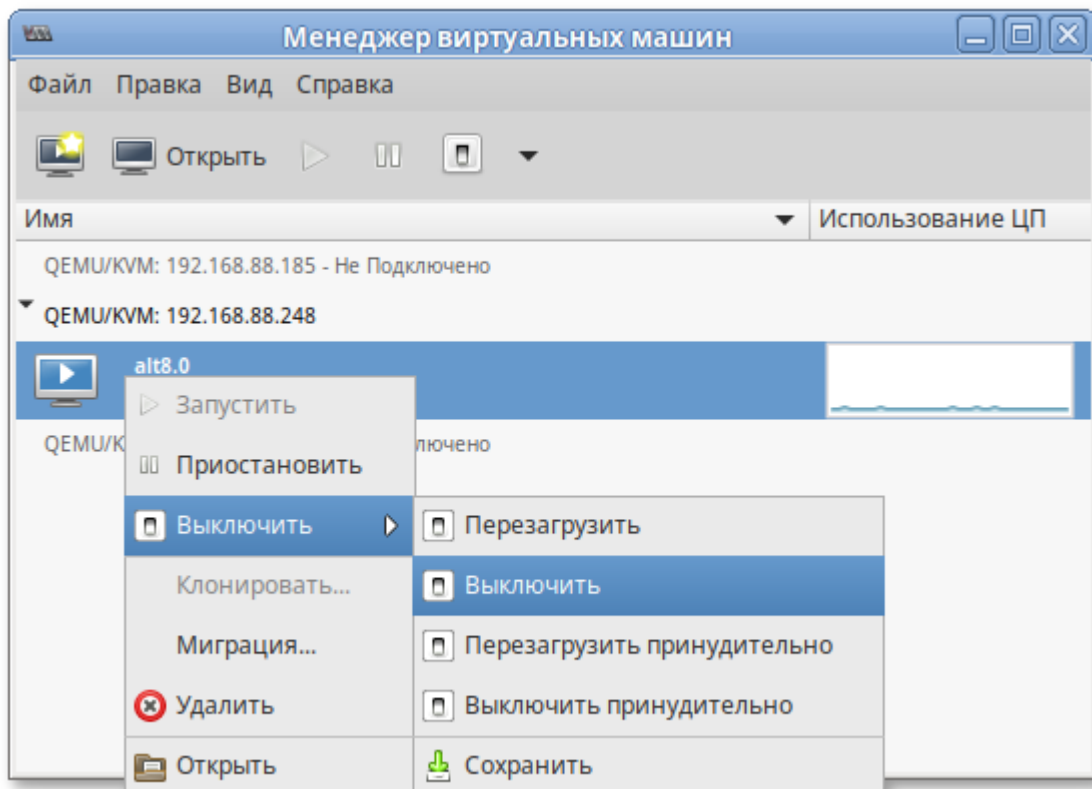 Менеджер виртуальных машин
Файл Правка Вид Справка
Открыть
Имя Использование ЦП
QEMU/KVM: 192.168.88.185 - Не Подключено
QEMU/KVM: 192.168.88.248
alt8.0
Запустить
QEMU/K лючено
Приостановить
Выключить Перезагрузить
Клонировать... Выключить
Миграция... Перезагрузить принудительно
Удалить Выключить принудительно
Открыть Сохранить